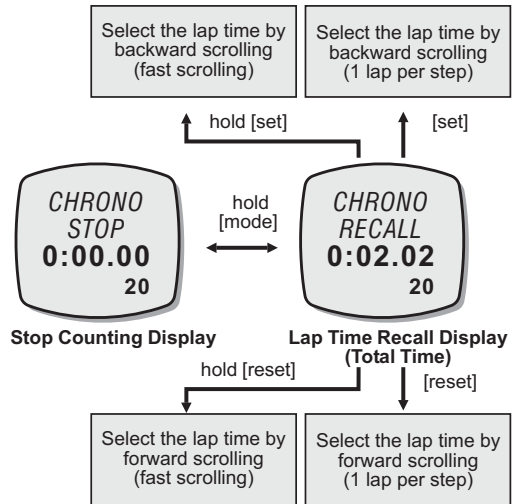 Select the lap time by
backward scrolling
(fast scrolling)
Select the lap time by
backward scrolling
(1 lap per step)
hold [set]
[set]
CHRONO
STOP
0:00.00
20
hold
[mode]
CHRONO
RECALL
0:02.02
20
Stop Counting Display
Lap Time Recall Display
(Total Time)
hold [reset]
[reset]
Select the lap time by
forward scrolling
(fast scrolling)
Select the lap time by
forward scrolling
(1 lap per step)